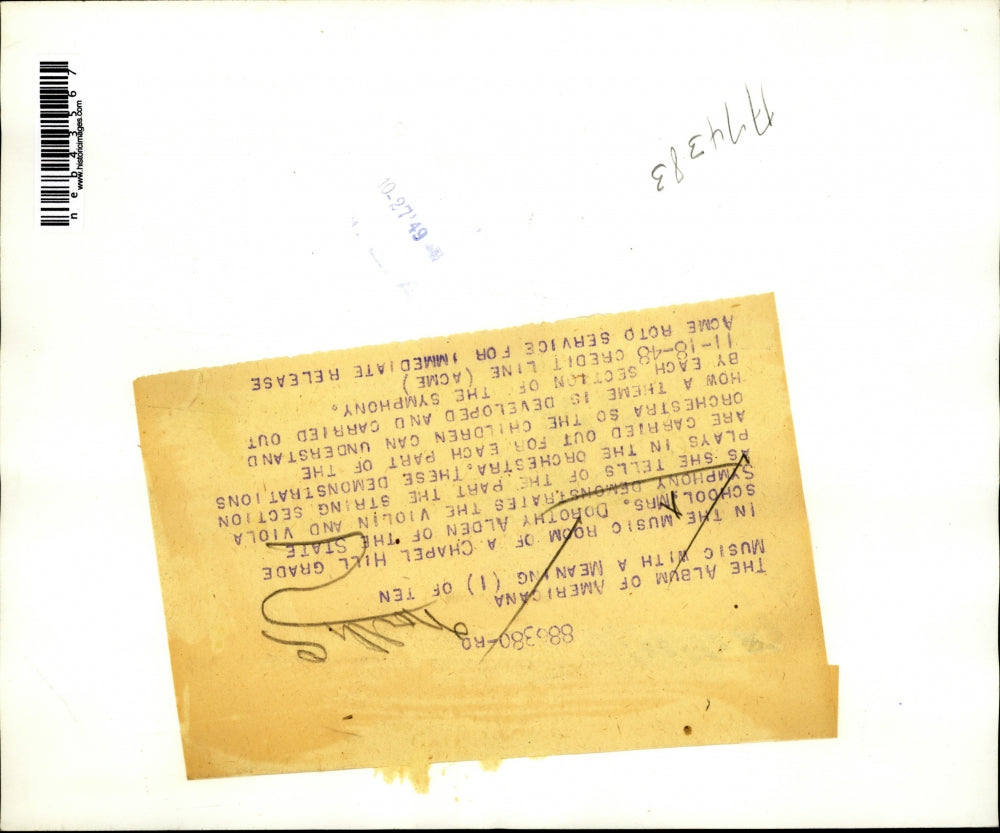 886380-RO
THE ALBUM OF AMERICANA
MUSIC WITH A MEANING (1) OF TEN
IN THE MUSIC ROOM OF A CHAPEL HILL GRADE
SCHOOL, MRS. DOROTHY ALDEN OF THE STATE
SYMPHONY DEMONSTRATES THE VIOLIN AND VIOLA
AS SHE TELLS OF THE PART THE STRING SECTION
PLAYS IN THE ORCHESTRA. THESE DEMONSTRATIONS
ARE CARRIED OUT FOR EACH PART OF THE
ORCHESTRA SO THE CHILDREN CAN UNDERSTAND
HOW A THEME IS DEVELOPED AND CARRIED OUT
BY EACH SECTION OF THE SYMPHONY.
11-18-48 CREDIT LINE (ACME)
ACME ROTO SERVICE FOR IMMEDIATE RELEASE
10-27'49
neb43567
www.historicimages.com